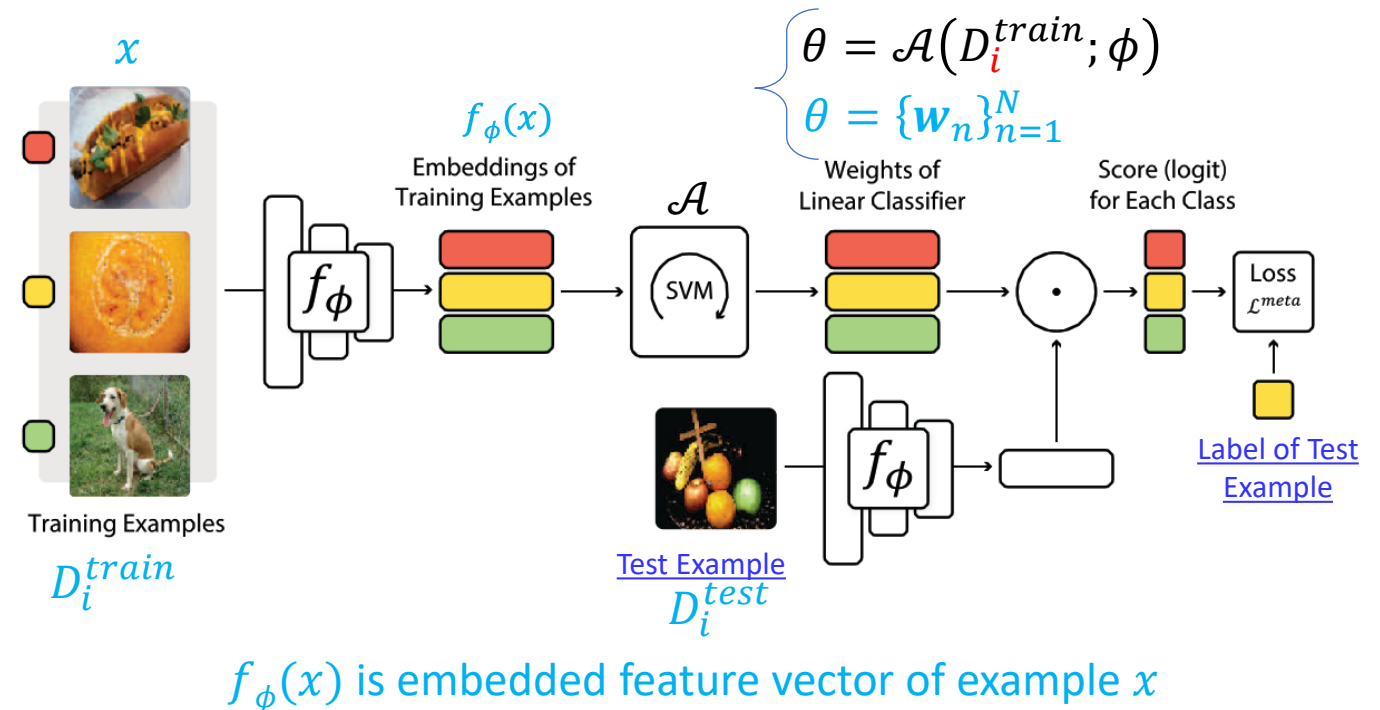 x
θ = 𝒜(D_i^{train}; ϕ)
θ = {w_n}_{n=1}^{N}
f_ϕ(x)
Embeddings of
Training Examples
𝒜
Weights of
Linear Classifier
Score (logit)
for Each Class
f_ϕ
SVM
·
Loss
ℒ^{meta}
f_ϕ
Label of Test
Example
Training Examples
D_i^{train}
Test Example
D_i^{test}
f_ϕ(x) is embedded feature vector of example x